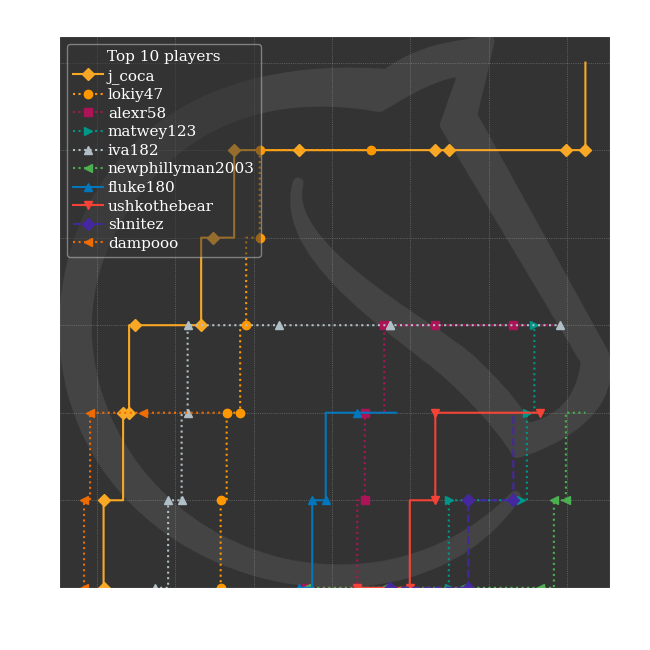 Top 10 players
j_coca
lokiy47
alexr58
matwey123
iva182
newphillyman2003
fluke180
ushkothebear
shnitez
dampooo